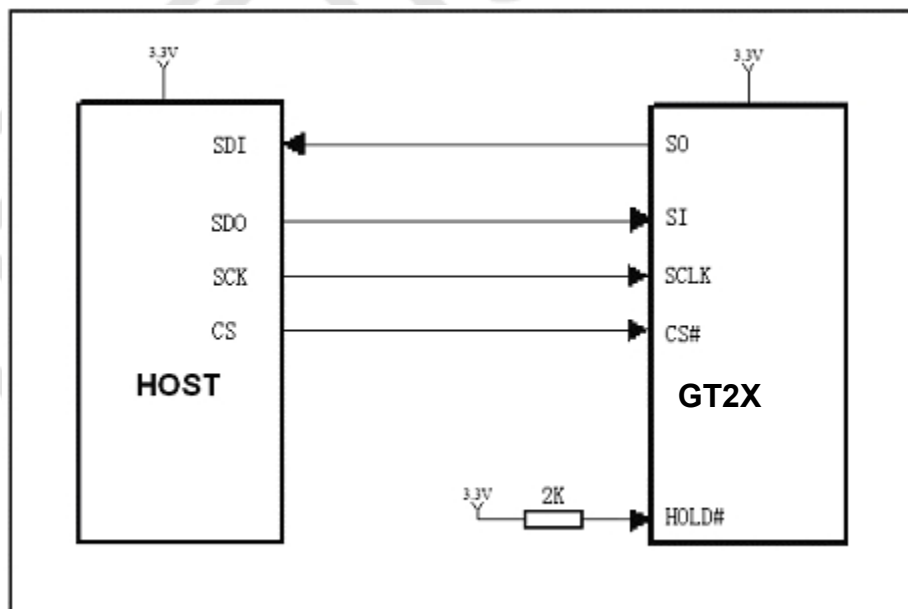 3.3V
3.3V
SDI
SO
SDO
SI
SCK
SCLK
CS
CS#
HOST
GT2X
3.3V
2K
HOLD#